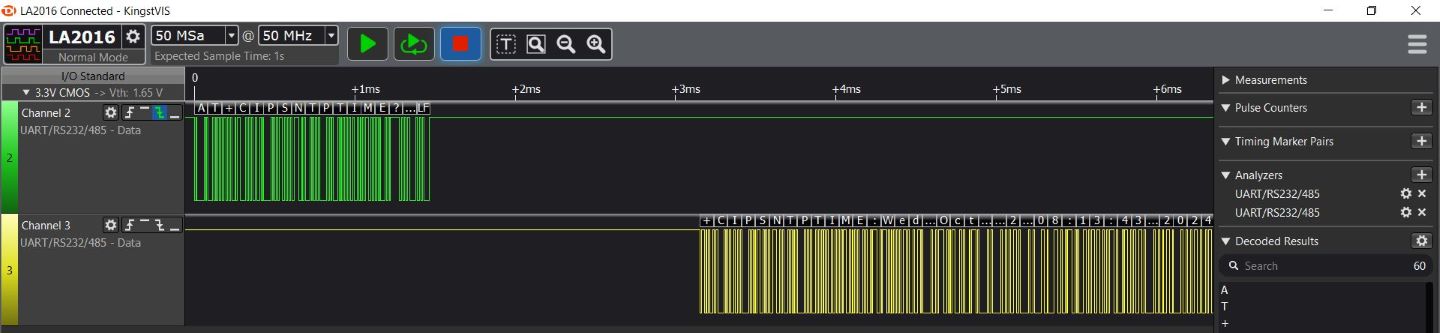 LA2016 Connected - KingstVIS
LA2016
50 MSa @ 50 MHz
Normal Mode
Expected Sample Time: 1s
I/O Standard
3.3V CMOS -> Vth: 1.65 V
0 +1ms +2ms +3ms +4ms +5ms +6ms
Channel 2
UART/RS232/485 - Data
2
A T + C I P S N T P T I M E ? ... LF
Channel 3
UART/RS232/485 - Data
3
+ C I P S N T P T I M E : W e d ... O c t ... ... 2 ... 0 8 : 1 3 : 4 3 ... 2 0 2 4
Measurements
Pulse Counters
Timing Marker Pairs
Analyzers
UART/RS232/485
UART/RS232/485
Decoded Results
Search 60
A
T
+